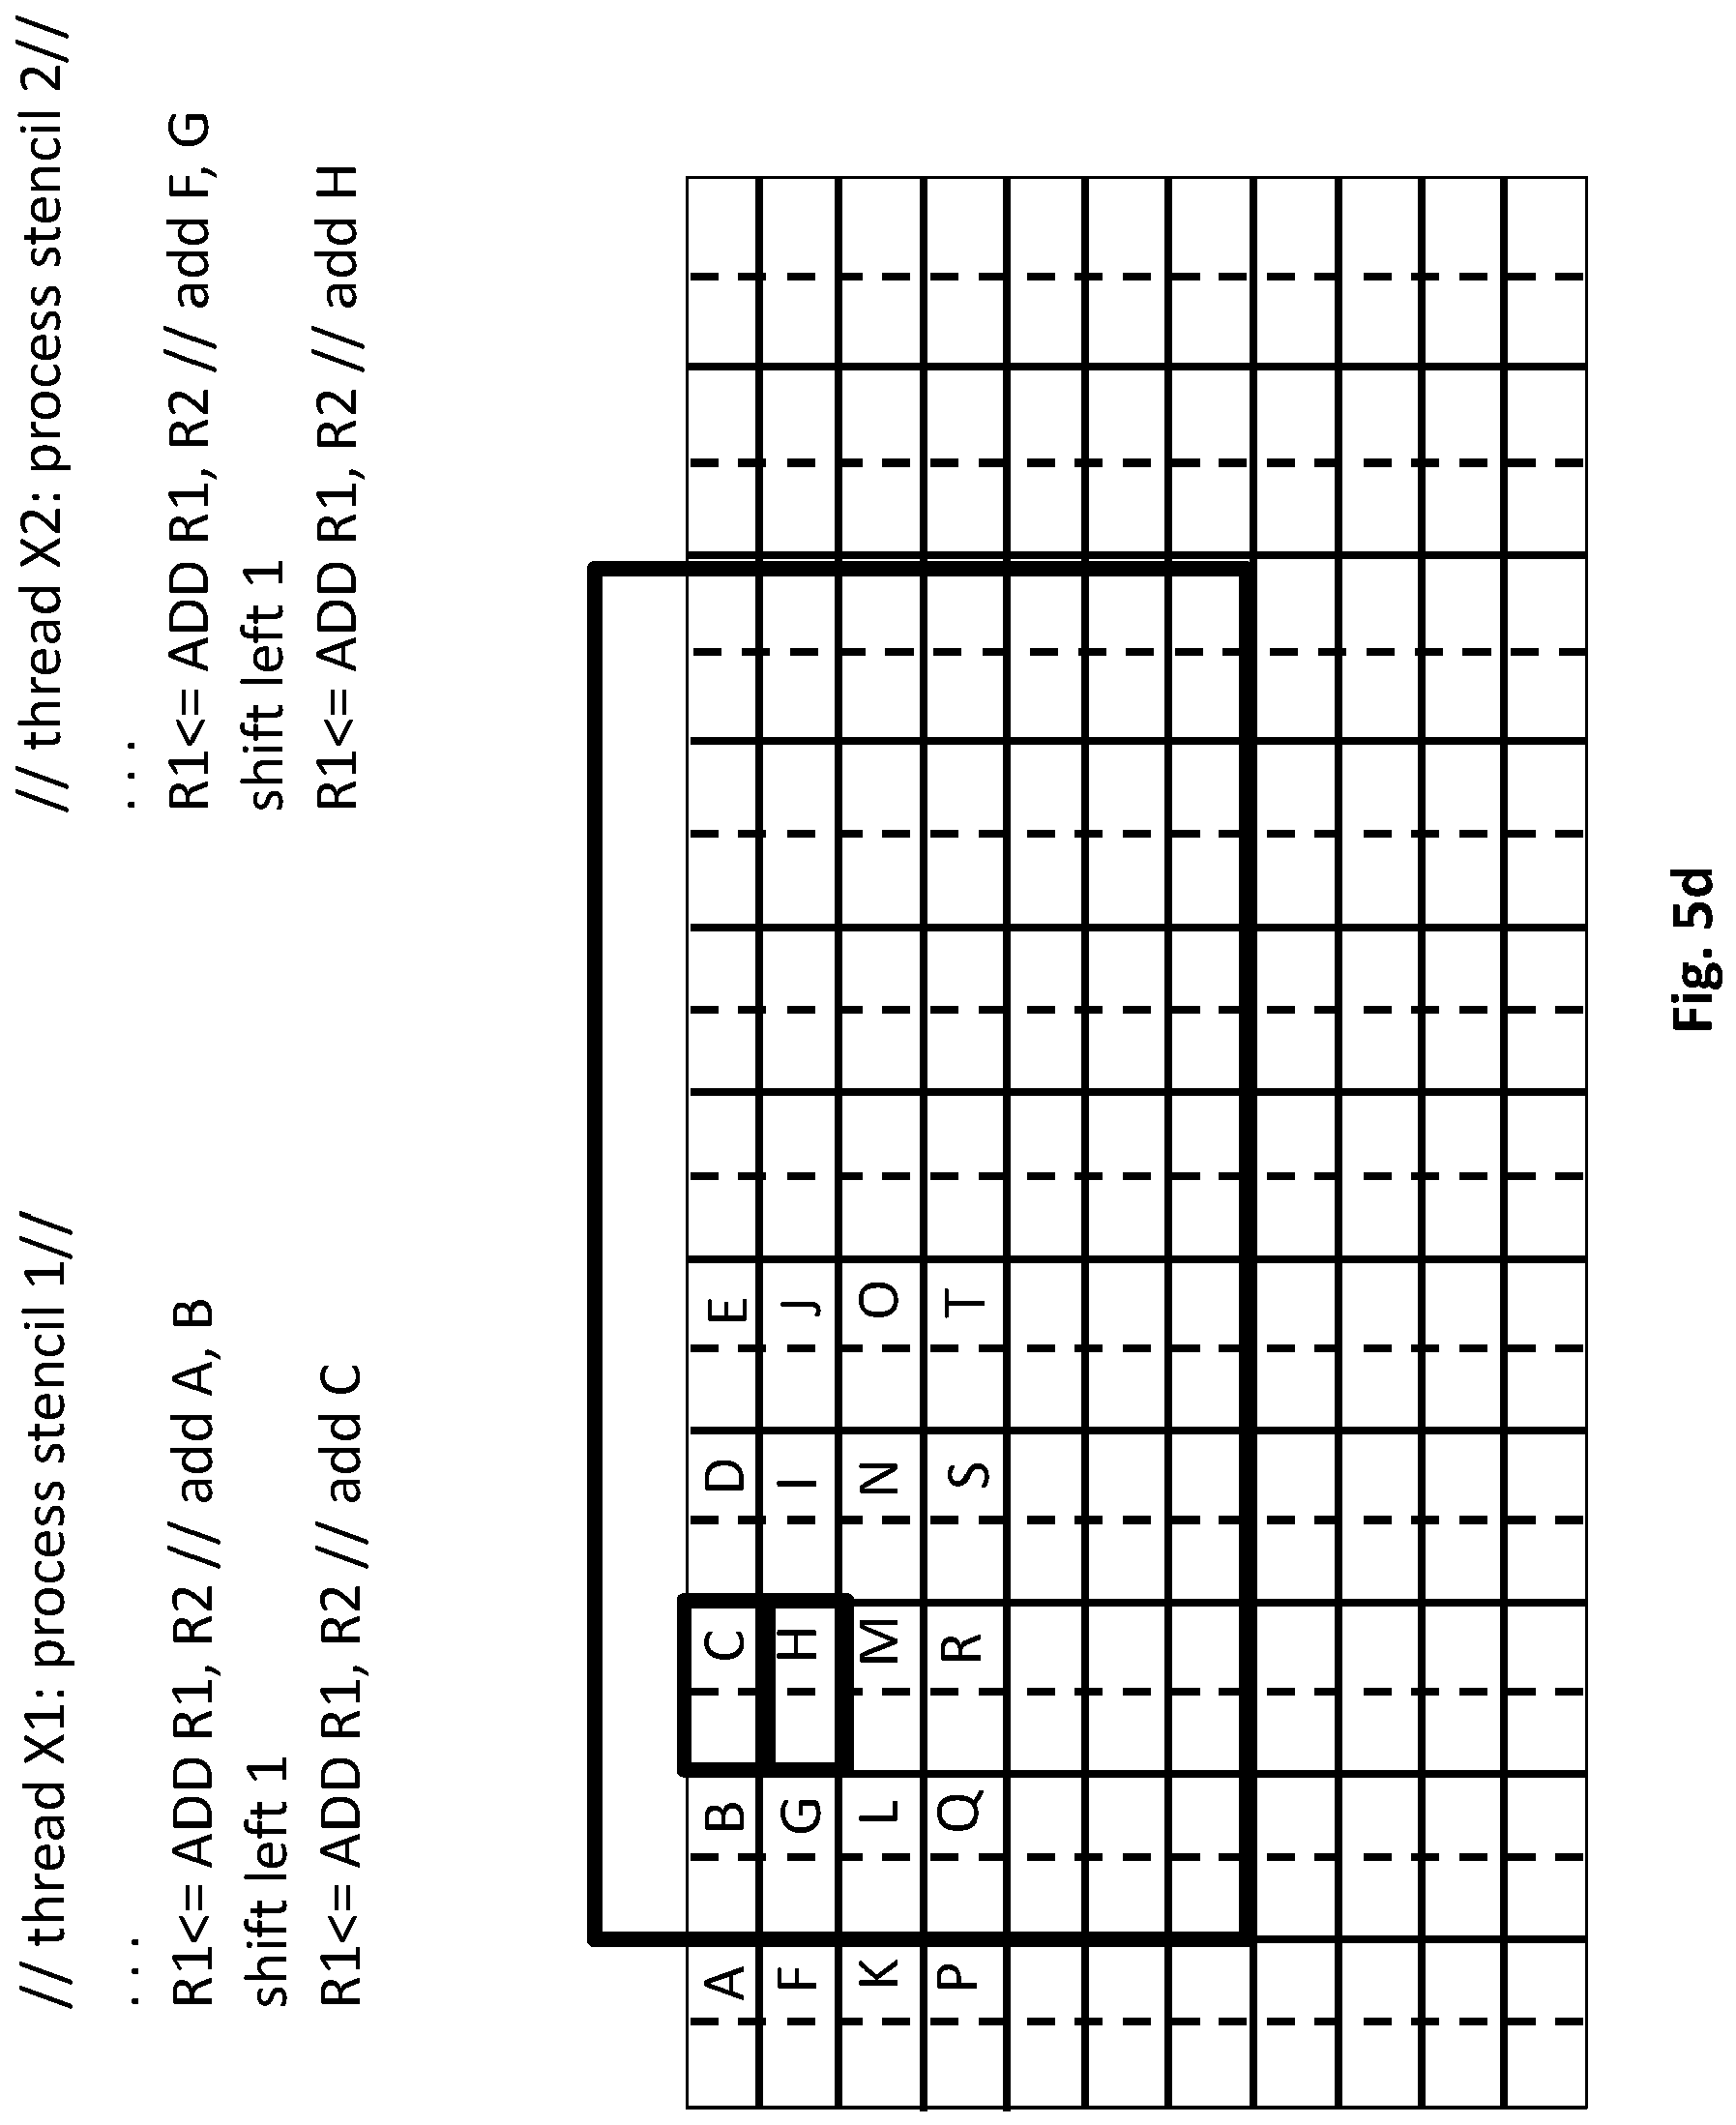 // thread X1: process stencil 1//
. . .
R1<= ADD R1, R2 // add A, B
shift left 1
R1<= ADD R1, R2 // add C
// thread X2: process stencil 2//
. . .
R1<= ADD R1, R2 // add F, G
shift left 1
R1<= ADD R1, R2 // add H
A B C D E
F G H I J
K L M N O
P Q R S T
Fig. 5d